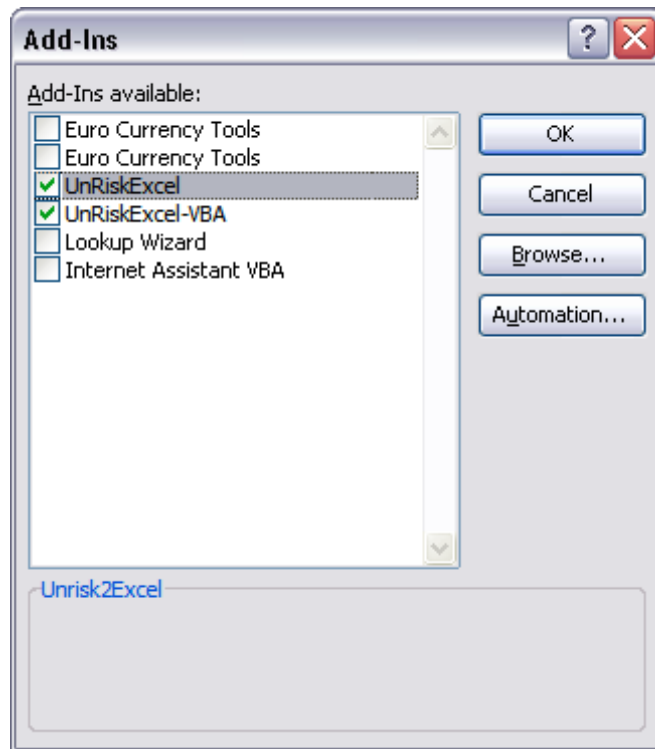 Add-Ins
?
Add-Ins available:
Euro Currency Tools
Euro Currency Tools
UnRiskExcel
UnRiskExcel-VBA
Lookup Wizard
Internet Assistant VBA
OK
Cancel
Browse...
Automation...
Unrisk2Excel